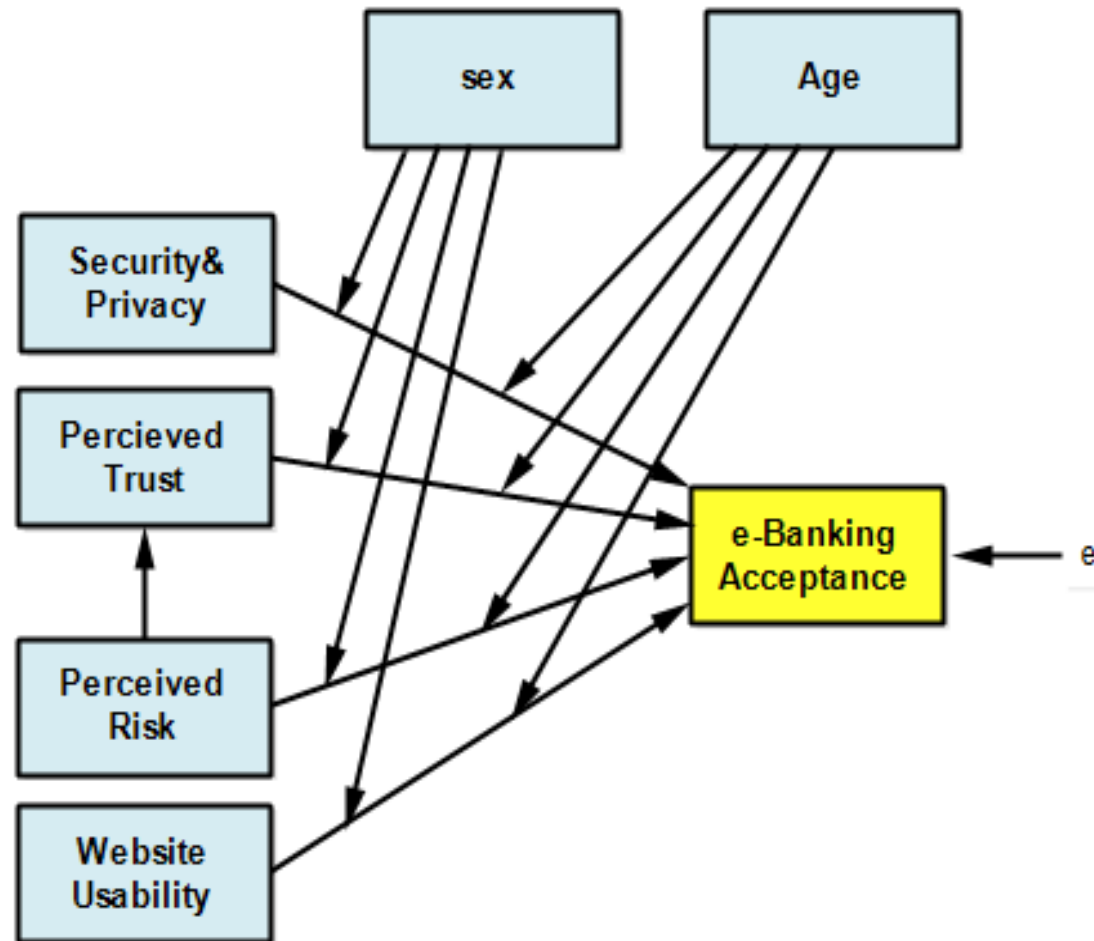 sex
Age
Security&
Privacy
Percieved
Trust
e-Banking
Acceptance
e
Perceived
Risk
Website
Usability